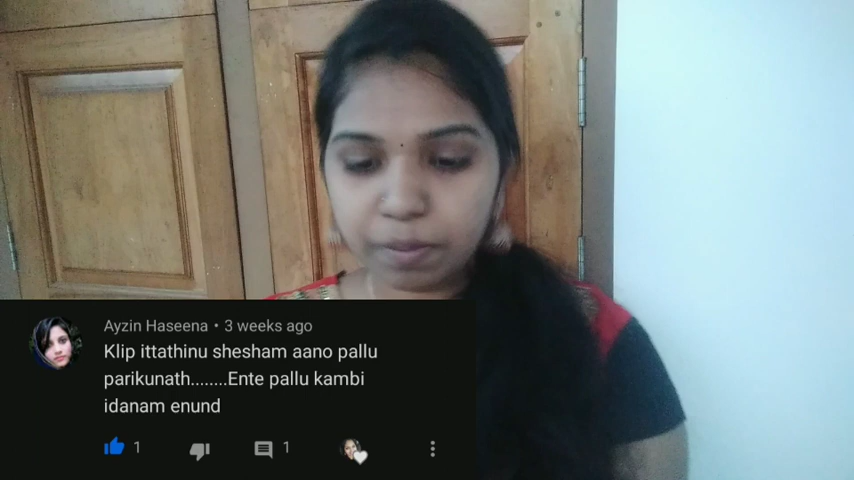 Ayzin Haseena • 3 weeks ago
Klip ittathinu shesham aano pallu
parikunath........Ente pallu kambi
idanam enund
1
1